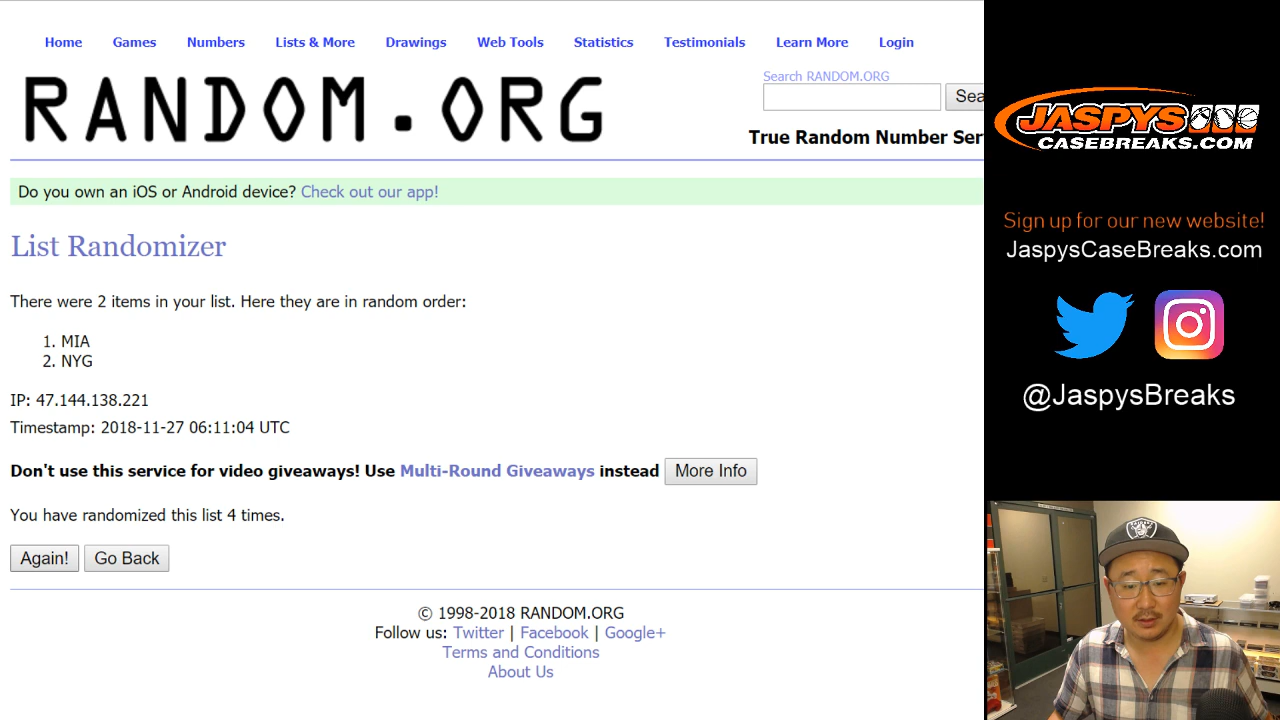 Home Games Numbers Lists & More Drawings Web Tools Statistics Testimonials Learn More Login
RANDOM.ORG
Search RANDOM.ORG
Sea
True Random Number Ser
Do you own an iOS or Android device? Check out our app!
List Randomizer
There were 2 items in your list. Here they are in random order:
1. MIA
2. NYG
IP: 47.144.138.221
Timestamp: 2018-11-27 06:11:04 UTC
Don't use this service for video giveaways! Use Multi-Round Giveaways instead More Info
You have randomized this list 4 times.
Again! Go Back
© 1998-2018 RANDOM.ORG
Follow us: Twitter | Facebook | Google+
Terms and Conditions
About Us
JASPYS
CASEBREAKS.COM
Sign up for our new website!
JaspysCaseBreaks.com
@JaspysBreaks